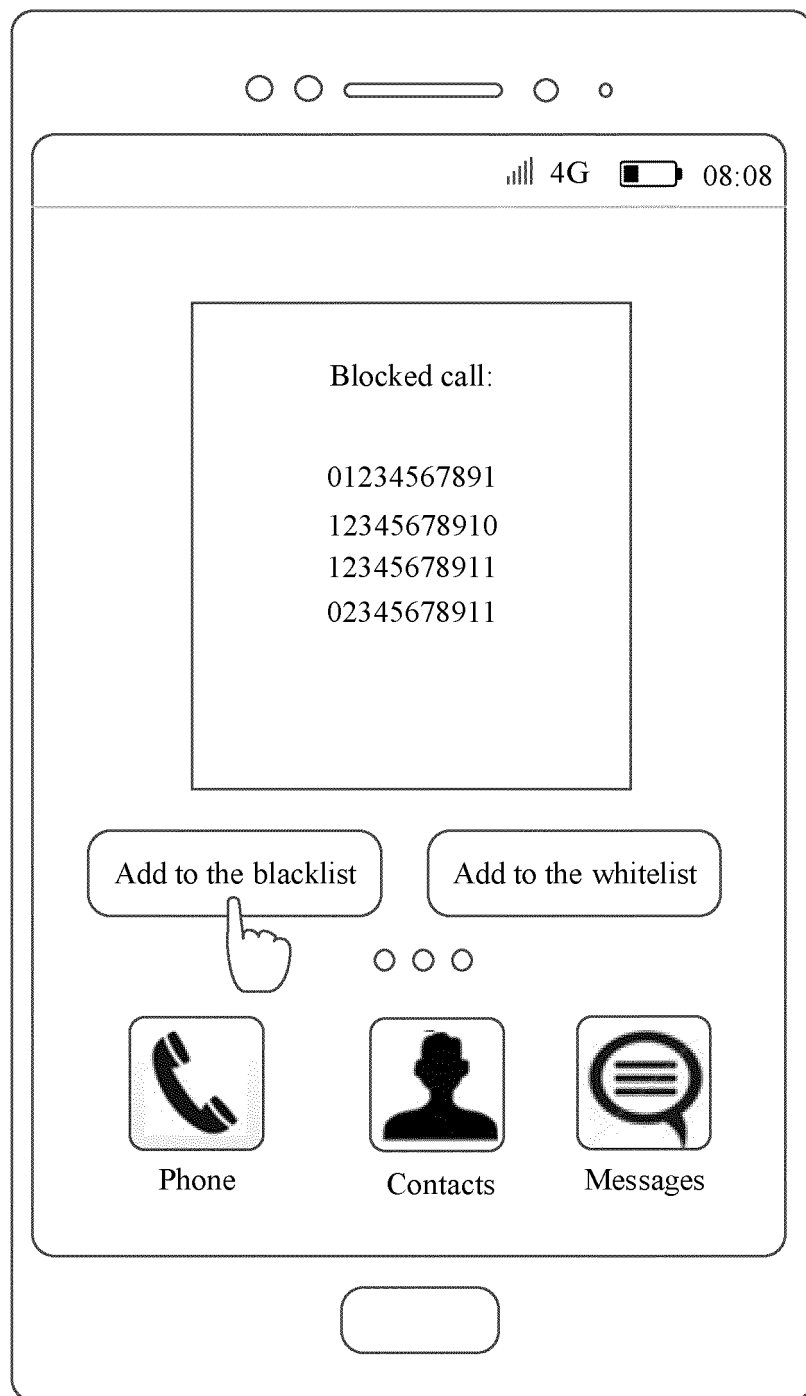 4G 08:08
Blocked call:
01234567891
12345678910
12345678911
02345678911
Add to the blacklist Add to the whitelist
Phone Contacts Messages